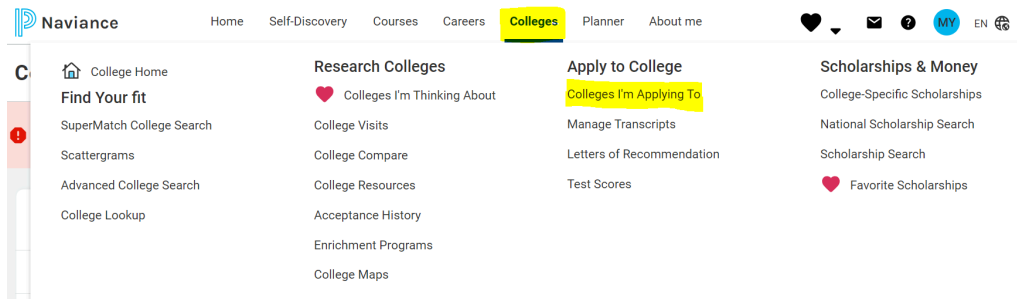 Naviance Home Self-Discovery Courses Careers Colleges Planner About me MY EN
C
College Home
Find Your fit
SuperMatch College Search
Scattergrams
Advanced College Search
College Lookup
Research Colleges
Colleges I'm Thinking About
College Visits
College Compare
College Resources
Acceptance History
Enrichment Programs
College Maps
Apply to College
Colleges I'm Applying To
Manage Transcripts
Letters of Recommendation
Test Scores
Scholarships & Money
College-Specific Scholarships
National Scholarship Search
Scholarship Search
Favorite Scholarships